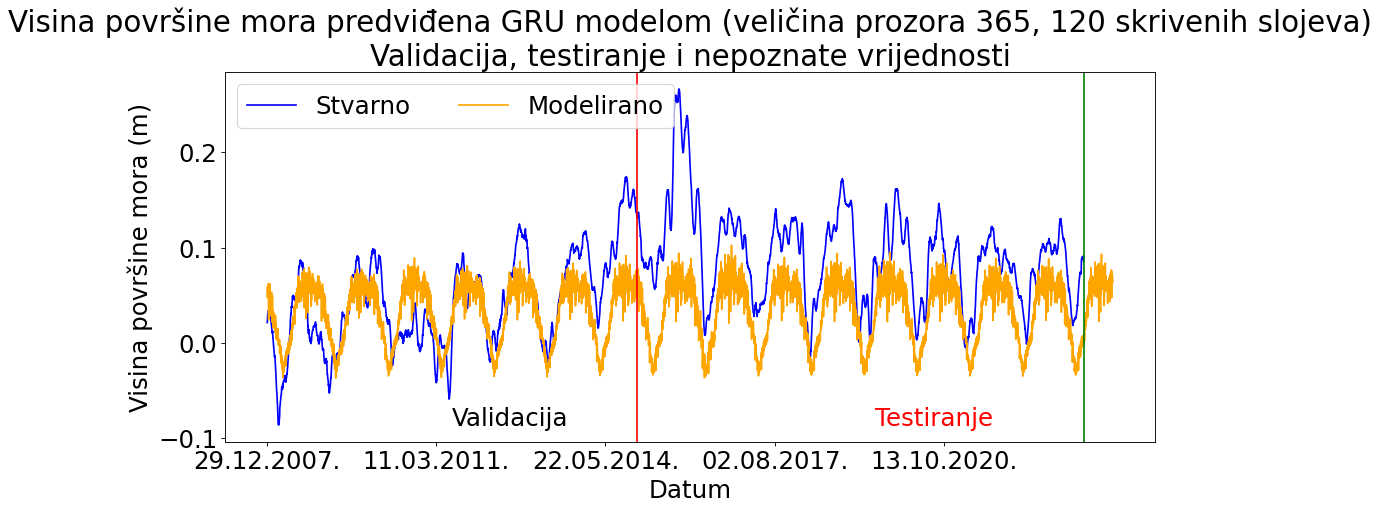 Visina površine mora predviđena GRU modelom (veličina prozora 365, 120 skrivenih slojeva)
Validacija, testiranje i nepoznate vrijednosti
Stvarno
Modelirano
Visina površine mora (m)
0.2
0.1
0.0
−0.1
Validacija
Testiranje
29.12.2007.
11.03.2011.
22.05.2014.
02.08.2017.
13.10.2020.
Datum